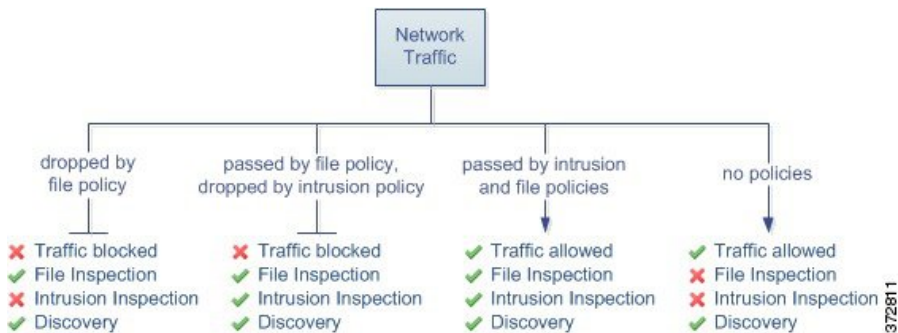 Network
Traffic
dropped by
file policy
passed by file policy,
dropped by intrusion policy
passed by intrusion
and file policies
no policies
Traffic blocked
File Inspection
Intrusion Inspection
Discovery
Traffic blocked
File Inspection
Intrusion Inspection
Discovery
Traffic allowed
File Inspection
Intrusion Inspection
Discovery
Traffic allowed
File Inspection
Intrusion Inspection
Discovery
372811